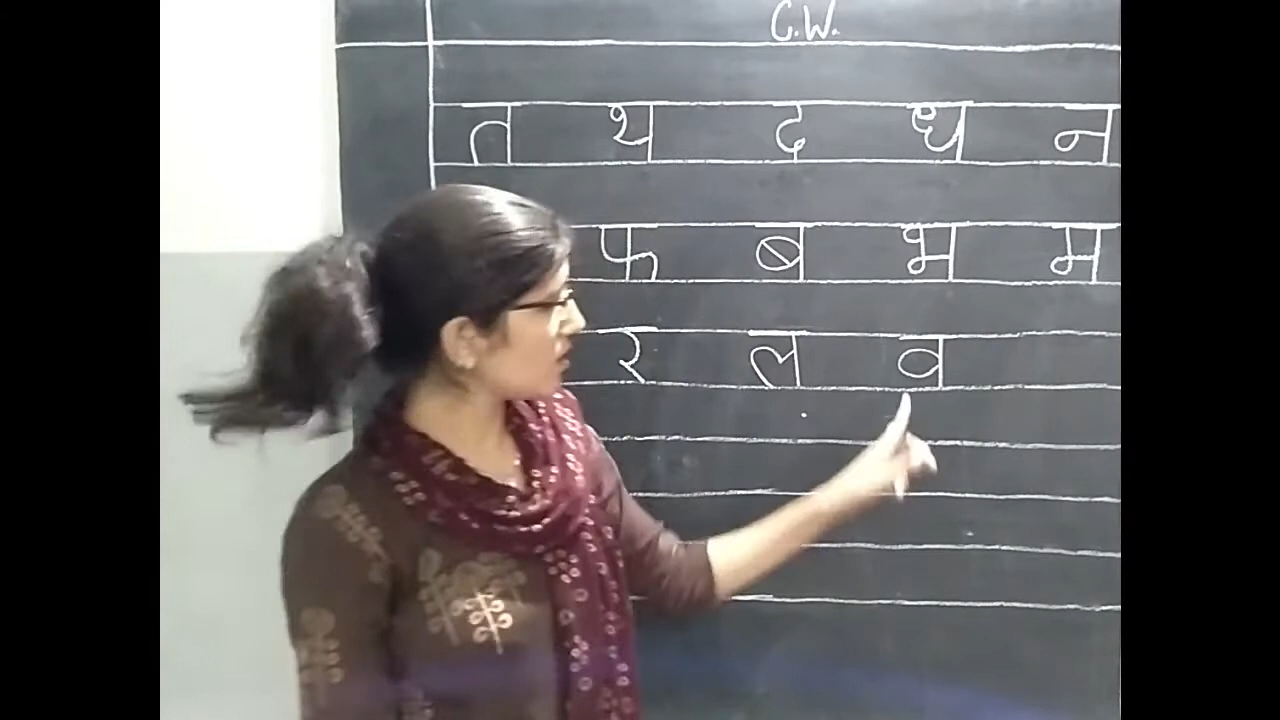 C.W.
त थ द ध न
फ ब भ म
र ल व